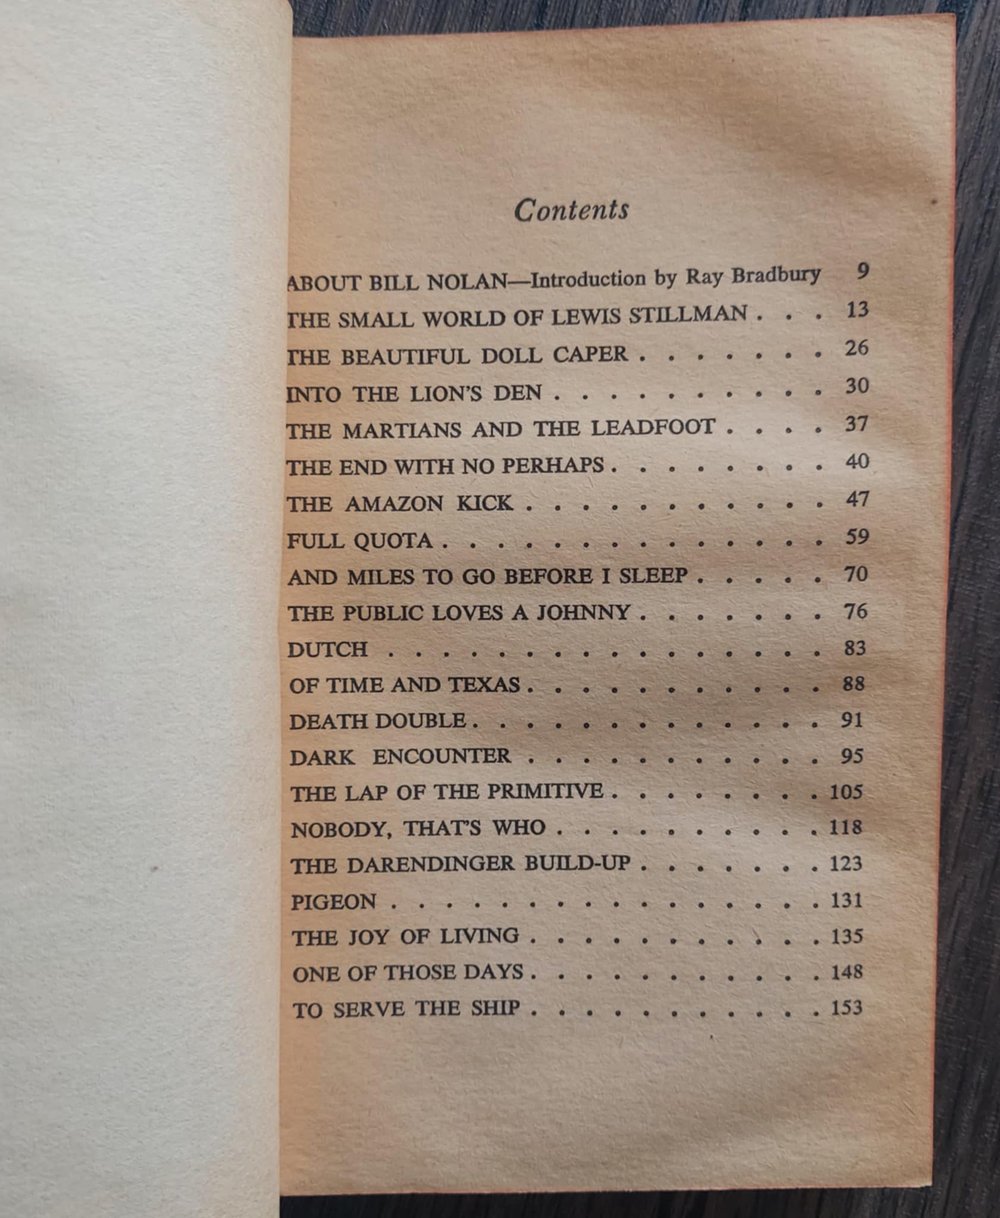 Contents
ABOUT BILL NOLAN—Introduction by Ray Bradbury 9
THE SMALL WORLD OF LEWIS STILLMAN . . . 13
THE BEAUTIFUL DOLL CAPER . . . . . . . 26
INTO THE LION'S DEN . . . . . . . . . . 30
THE MARTIANS AND THE LEADFOOT . . . . 37
THE END WITH NO PERHAPS . . . . . . . . 40
THE AMAZON KICK . . . . . . . . . . . 47
FULL QUOTA . . . . . . . . . . . . . . 59
AND MILES TO GO BEFORE I SLEEP . . . . . 70
THE PUBLIC LOVES A JOHNNY . . . . . . . 76
DUTCH . . . . . . . . . . . . . . . . 83
OF TIME AND TEXAS . . . . . . . . . . . 88
DEATH DOUBLE . . . . . . . . . . . . . 91
DARK ENCOUNTER . . . . . . . . . . . 95
THE LAP OF THE PRIMITIVE . . . . . . . . 105
NOBODY, THAT'S WHO . . . . . . . . . . 118
THE DARENDINGER BUILD-UP . . . . . . . 123
PIGEON . . . . . . . . . . . . . . . . 131
THE JOY OF LIVING . . . . . . . . . . . 135
ONE OF THOSE DAYS . . . . . . . . . . . 148
TO SERVE THE SHIP . . . . . . . . . . . 153